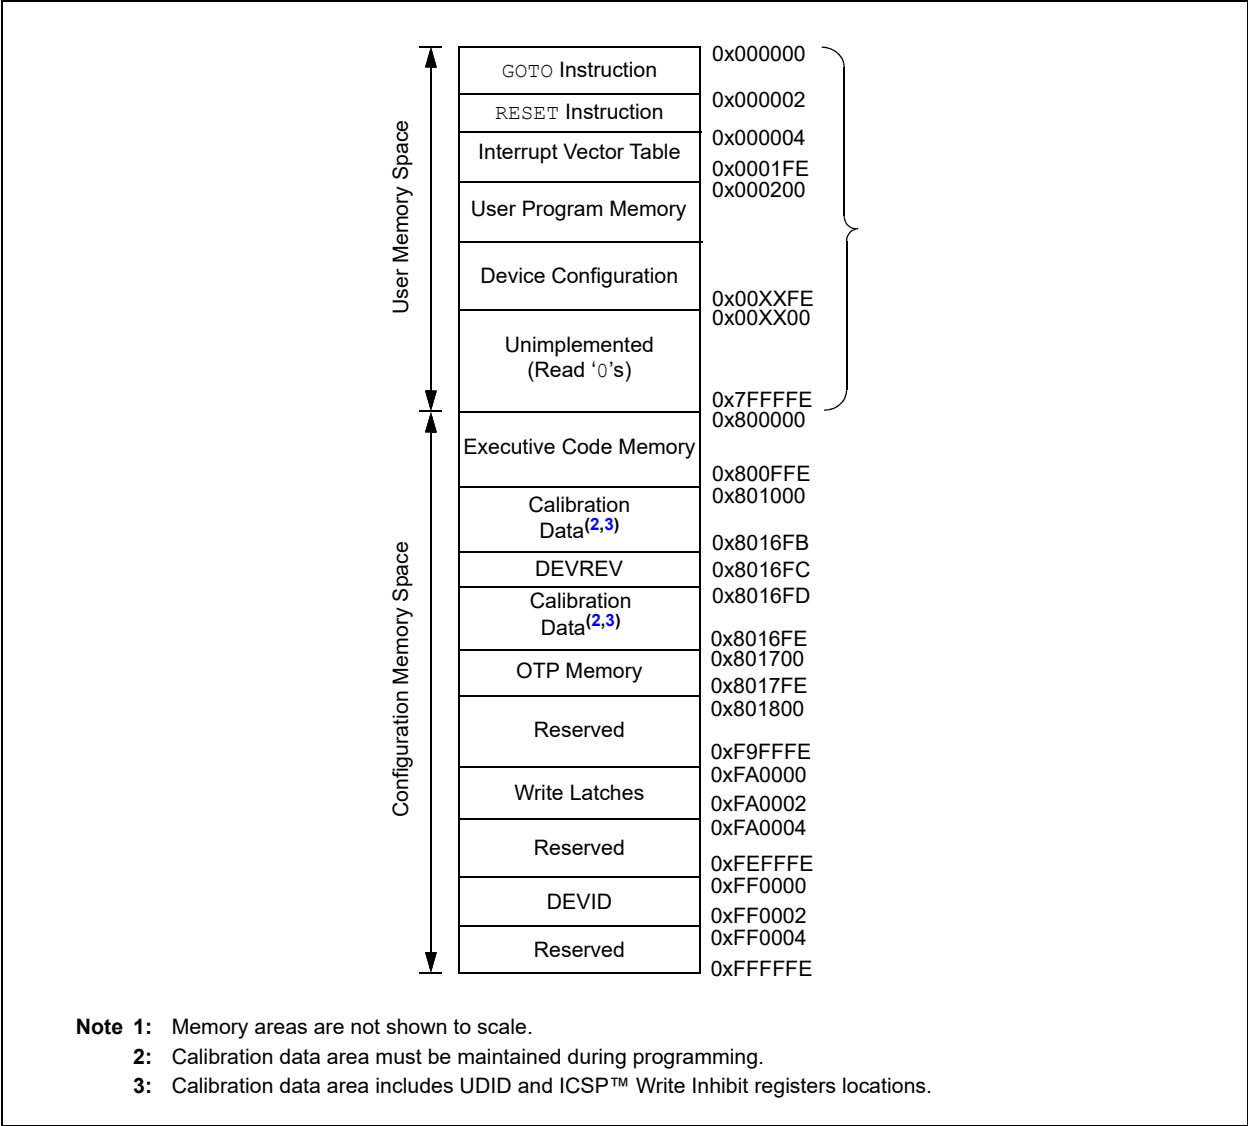 User Memory Space
GOTO Instruction
0x000000
RESET Instruction
0x000002
Interrupt Vector Table
0x000004
0x0001FE
User Program Memory
0x000200
Device Configuration
0x00XXFE
Unimplemented
(Read ‘0’s)
0x00XX00
0x7FFFFE
Configuration Memory Space
Executive Code Memory
0x800000
0x800FFE
Calibration
Data(2,3)
0x801000
0x8016FB
DEVREV
0x8016FC
Calibration
Data(2,3)
0x8016FD
0x8016FE
OTP Memory
0x801700
0x8017FE
Reserved
0x801800
0xF9FFFE
Write Latches
0xFA0000
0xFA0002
Reserved
0xFA0004
0xFEFFFE
DEVID
0xFF0000
0xFF0002
Reserved
0xFF0004
0xFFFFFE
Note 1: Memory areas are not shown to scale.
2: Calibration data area must be maintained during programming.
3: Calibration data area includes UDID and ICSP™ Write Inhibit registers locations.